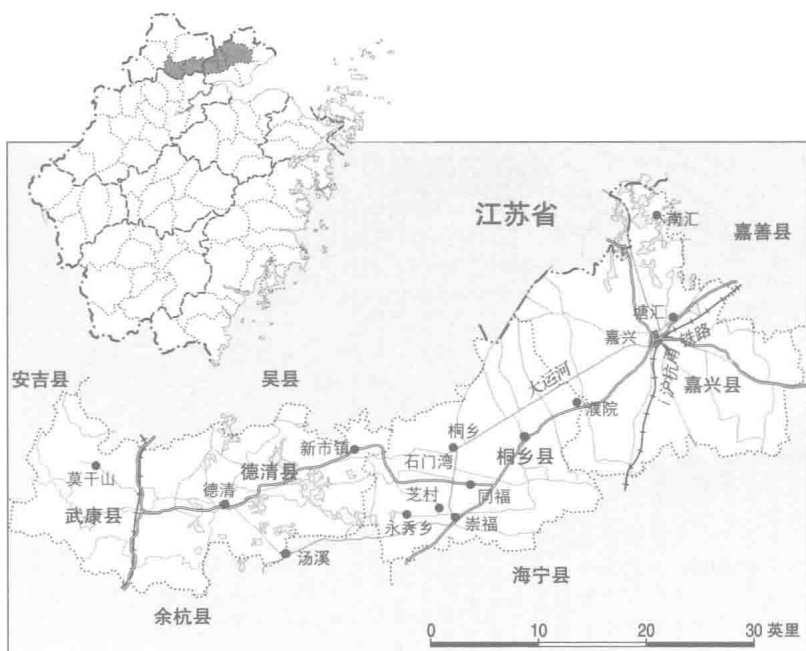 江苏省
南汇
嘉善县
塘汇
嘉兴
沪杭甬铁路
嘉兴县
大运河
濮院
安吉县
吴县
新市镇
桐乡
石门湾
桐乡县
莫干山
德清县
德清
武康县
芝村
同福
永秀乡
崇福
汤溪
海宁县
余杭县
0 10 20 30 英里